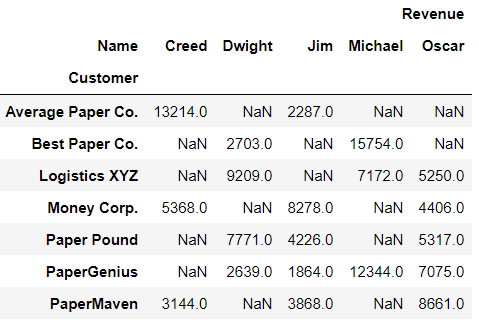 Revenue
Name Creed Dwight Jim Michael Oscar
Customer
Average Paper Co. 13214.0 NaN 2287.0 NaN NaN
Best Paper Co. NaN 2703.0 NaN 15754.0 NaN
Logistics XYZ NaN 9209.0 NaN 7172.0 5250.0
Money Corp. 5368.0 NaN 8278.0 NaN 4406.0
Paper Pound NaN 7771.0 4226.0 NaN 5317.0
PaperGenius NaN 2639.0 1864.0 12344.0 7075.0
PaperMaven 3144.0 NaN 3868.0 NaN 8661.0